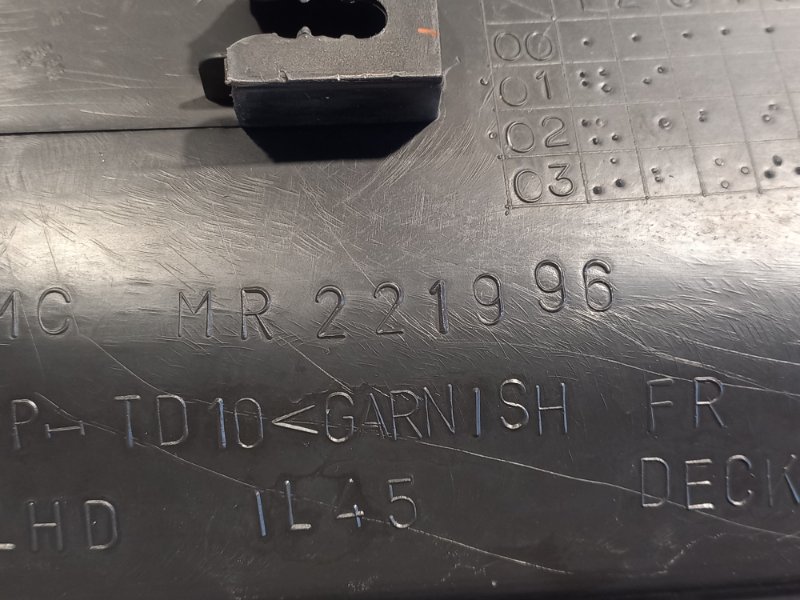 00
01
02
03
MC MR221996
P-TD10<GARNISH FR
DECK
LHD IL45